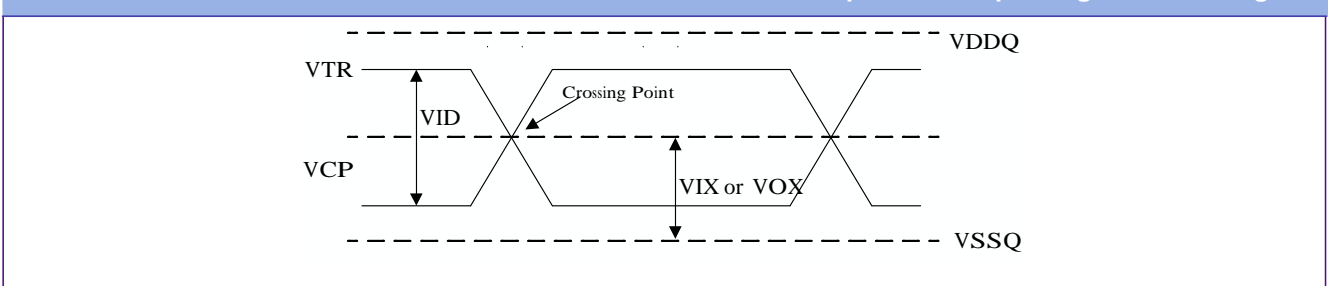 VDDQ
VTR
Crossing Point
VID
VCP
VIX or VOX
VSSQ